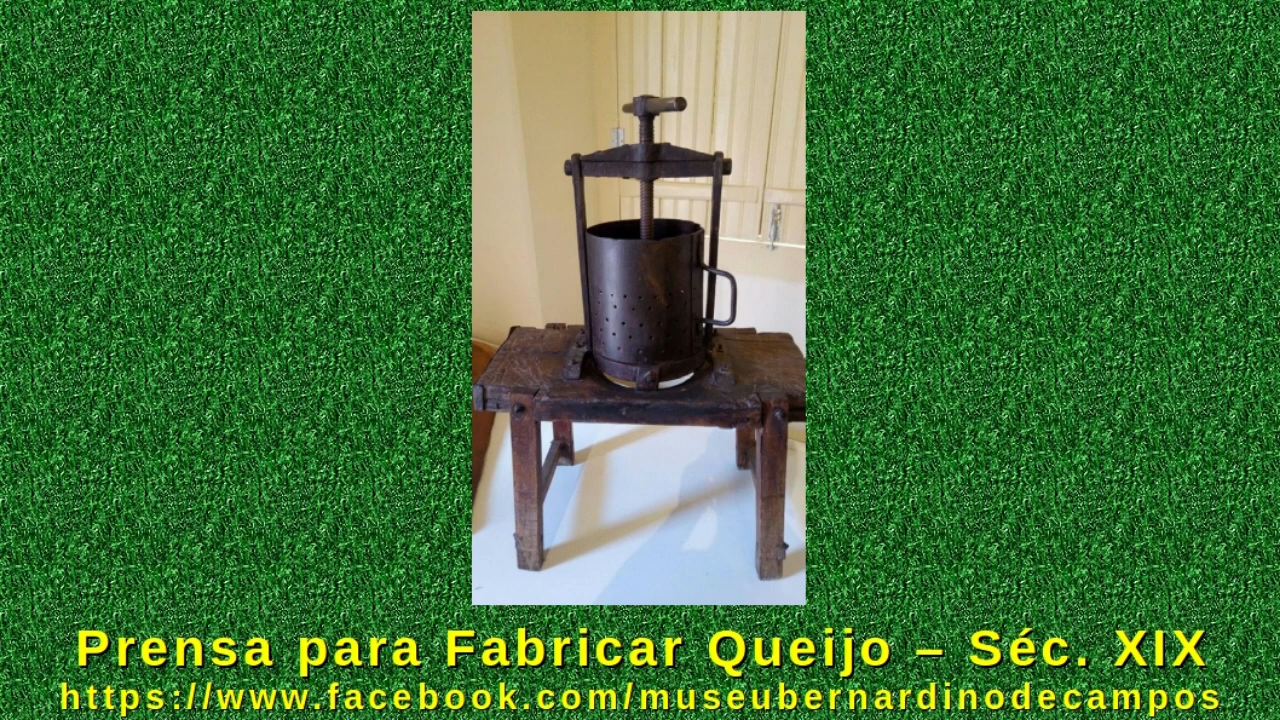 Prensa para Fabricar Queijo – Séc. XIX
https://www.facebook.com/museubernardinodecampos